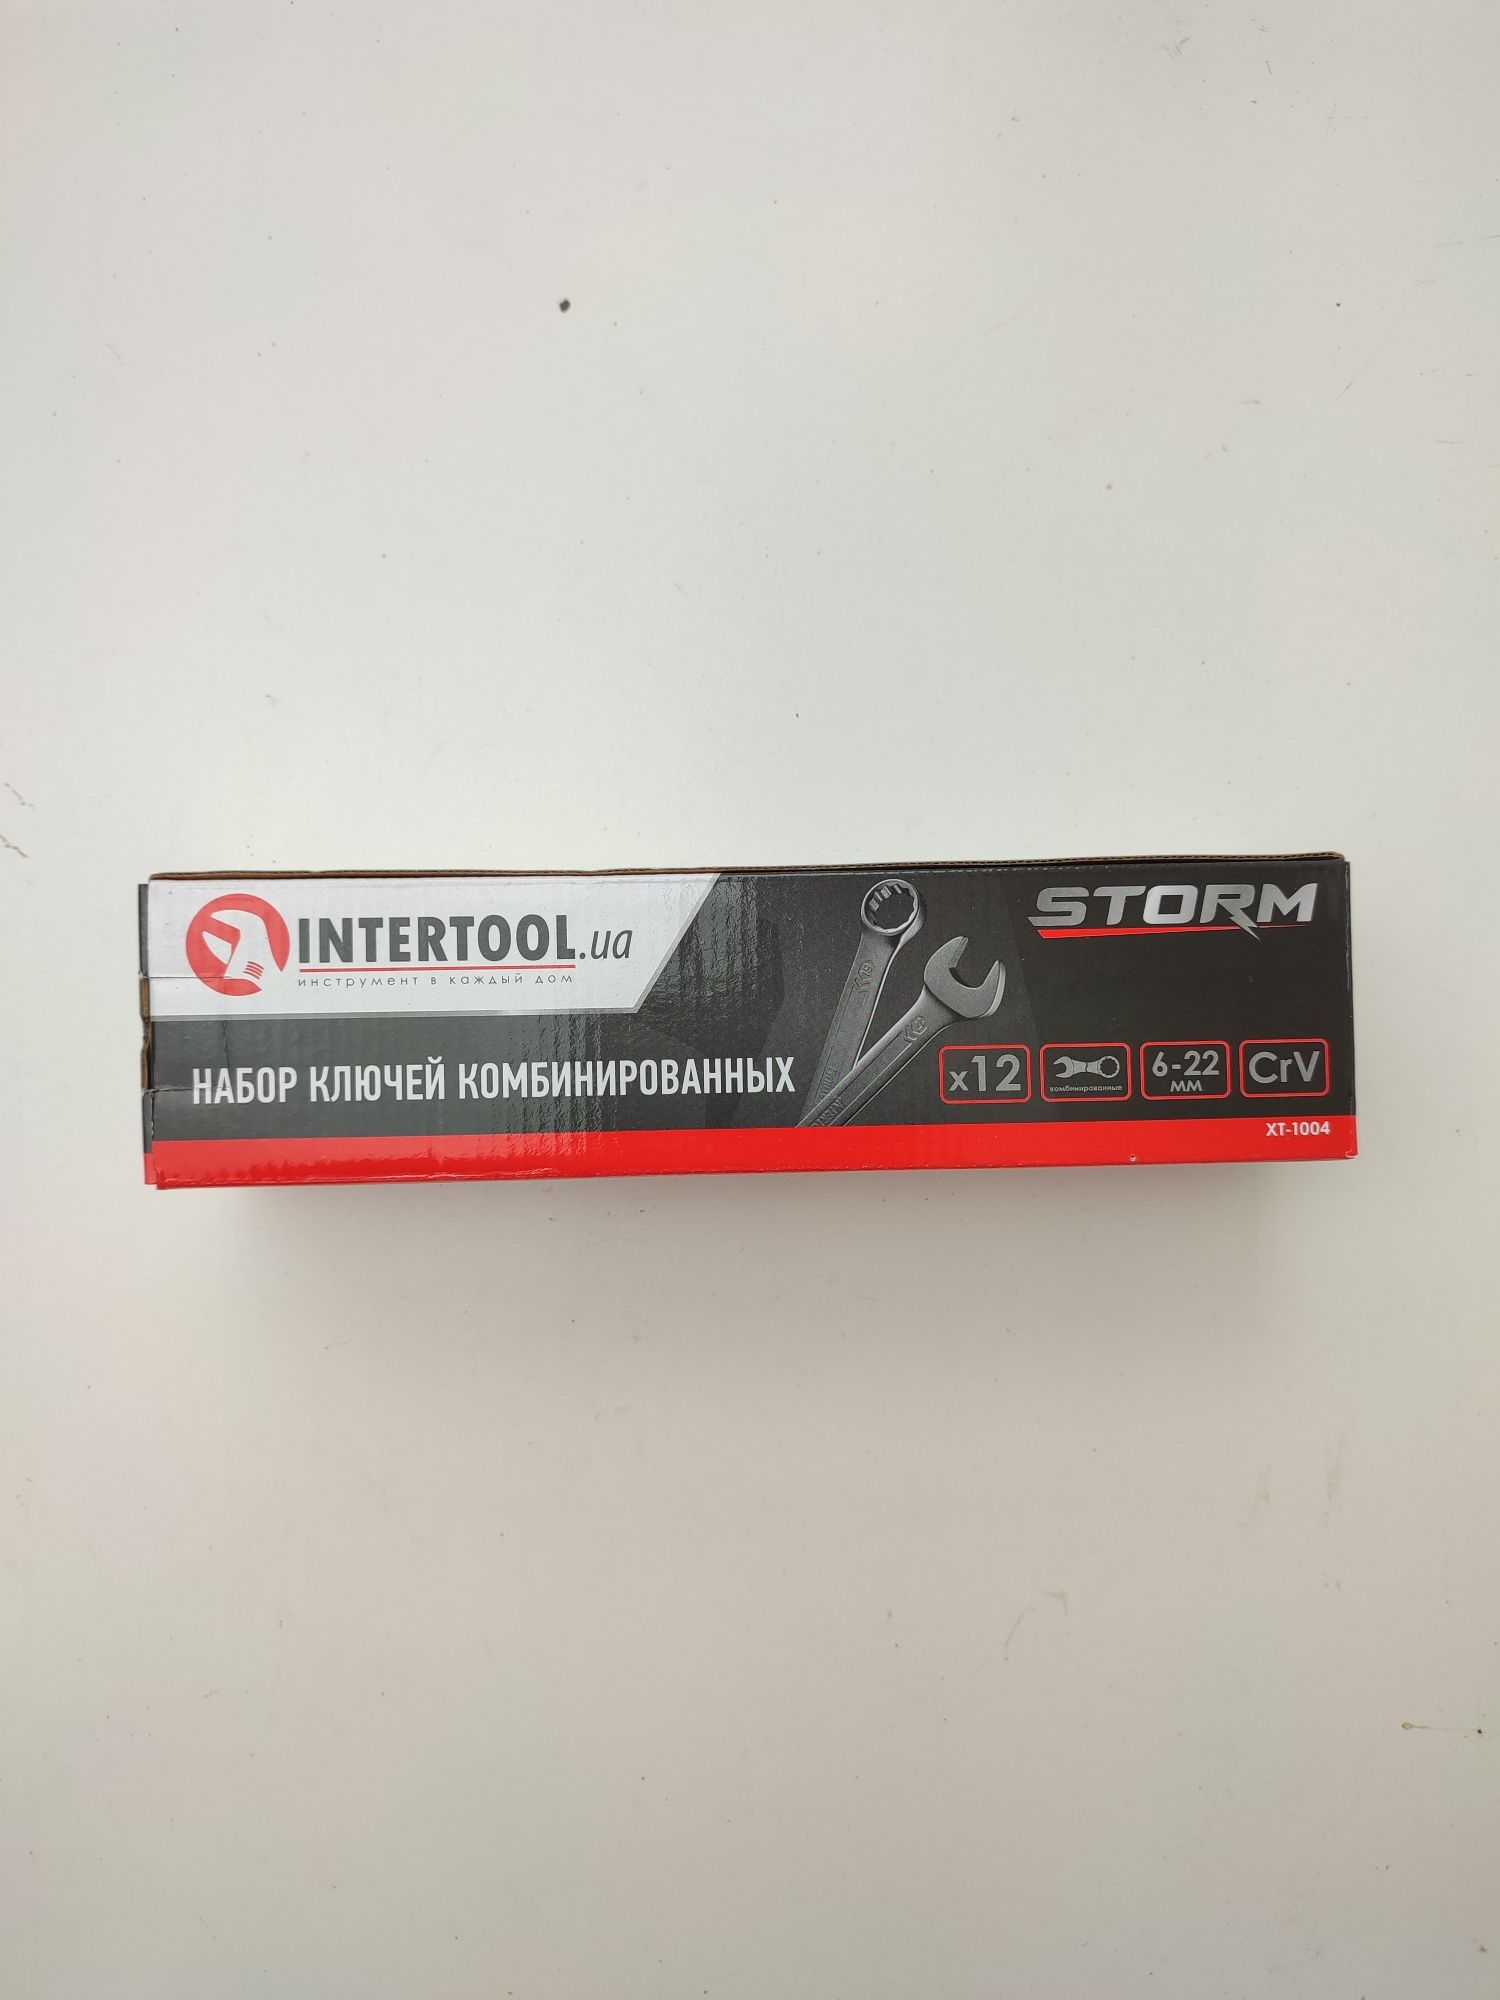 INTERTOOL.ua
инструмент в каждый дом
STORM
НАБОР КЛЮЧЕЙ КОМБИНИРОВАННЫХ
x12
комбинированные
6-22
мм
CrV
XT-1004